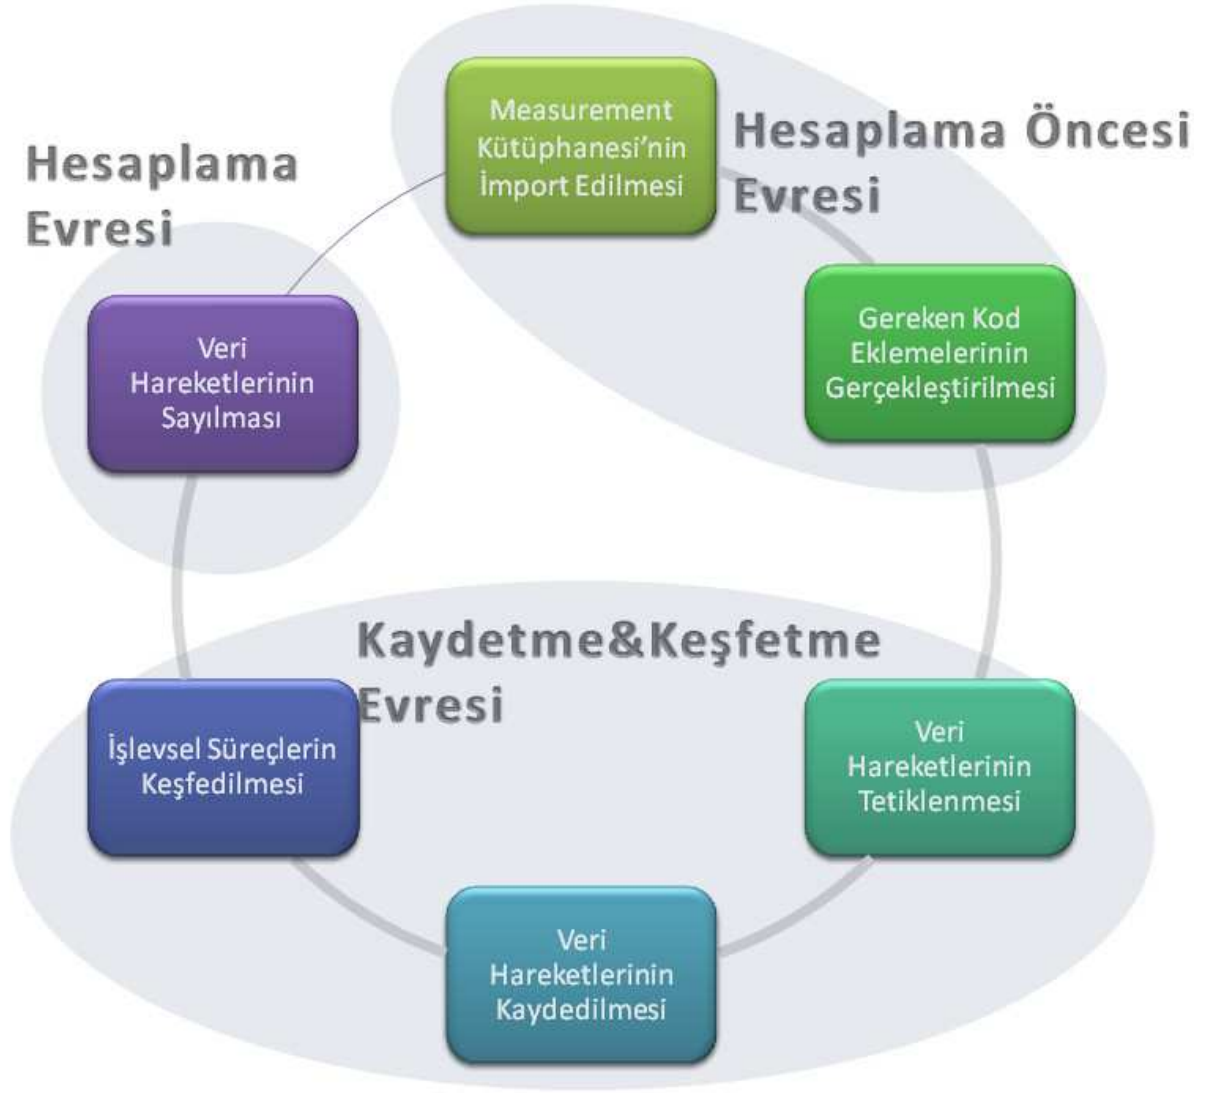 Measurement
Kütüphanesi’nin
İmport Edilmesi
Hesaplama Öncesi
Evresi
Gereken Kod
Eklemelerinin
Gerçekleştirilmesi
Hesaplama
Evresi
Veri
Hareketlerinin
Sayılması
Kaydetme&Keşfetme
Evresi
İşlevsel Süreçlerin
Keşfedilmesi
Veri
Hareketlerinin
Tetiklenmesi
Veri
Hareketlerinin
Kaydedilmesi